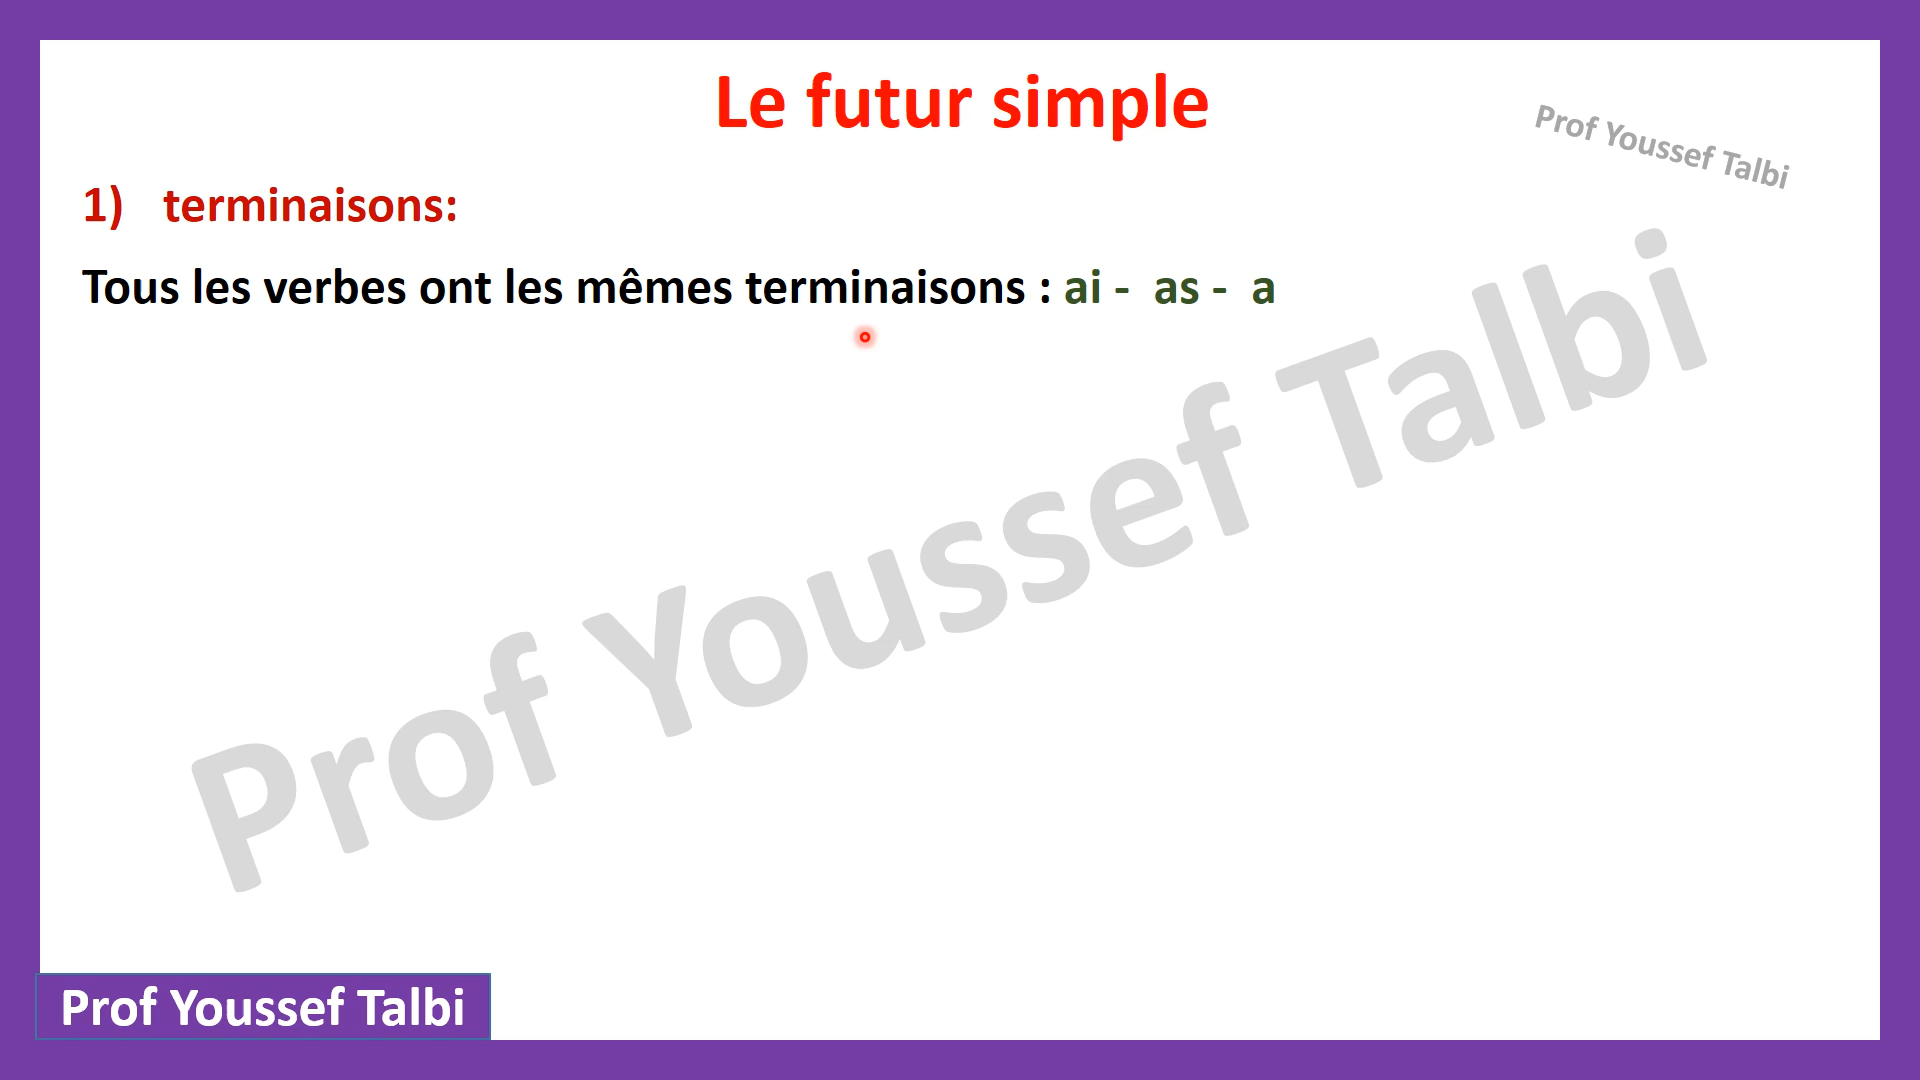 Le futur simple
Prof Youssef Talbi
1) terminaisons:
Tous les verbes ont les mêmes terminaisons : ai - as - a
Prof Youssef Talbi
Prof Youssef Talbi